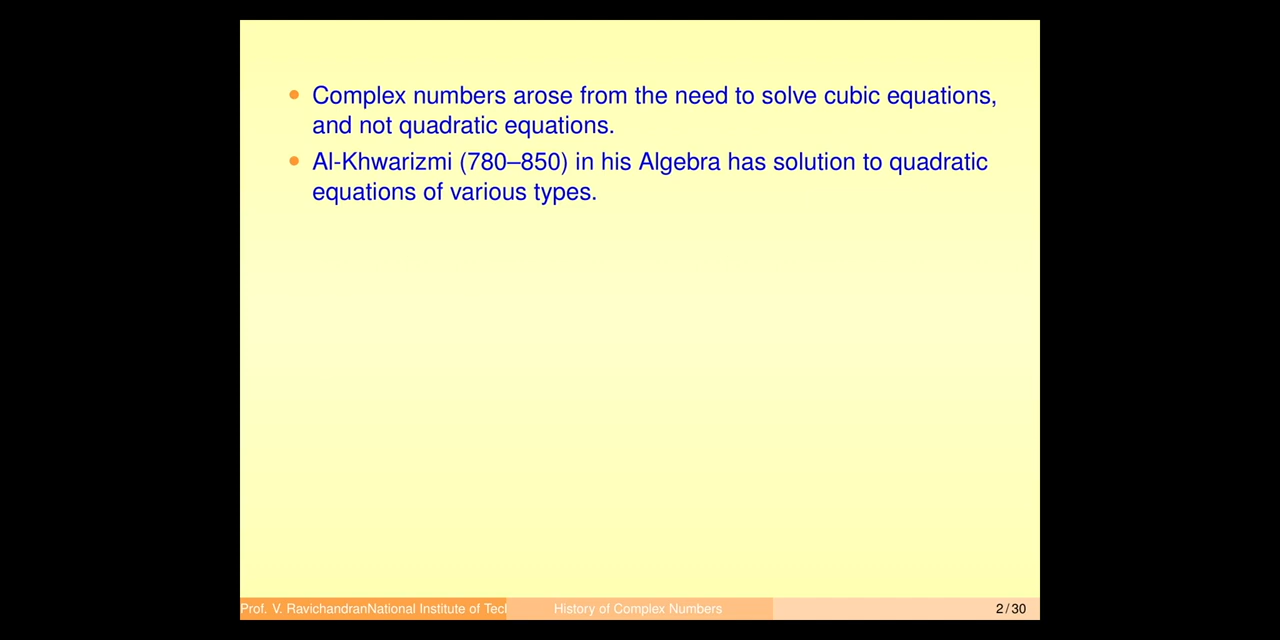 Complex numbers arose from the need to solve cubic equations,
and not quadratic equations.
Al-Khwarizmi (780–850) in his Algebra has solution to quadratic
equations of various types.
Prof. V. RavichandranNational Institute of Tecl
History of Complex Numbers
2/30